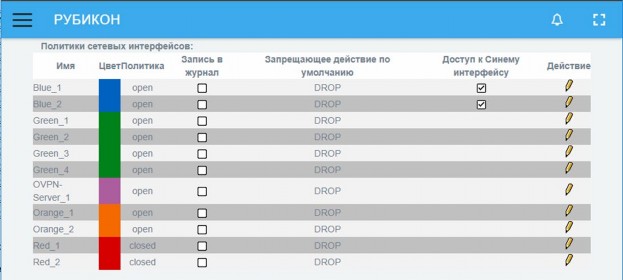 РУБИКОН
Политики сетевых интерфейсов:
Имя ЦветПолитика Запись в журнал Запрещающее действие по умолчанию Доступ к Синему интерфейсу Действие
Blue_1 open DROP
Blue_2 open DROP
Green_1 open DROP
Green_2 open DROP
Green_3 open DROP
Green_4 open DROP
OVPN-
Server_1 open DROP
Orange_1 open DROP
Orange_2 open DROP
Red_1 closed DROP
Red_2 closed DROP